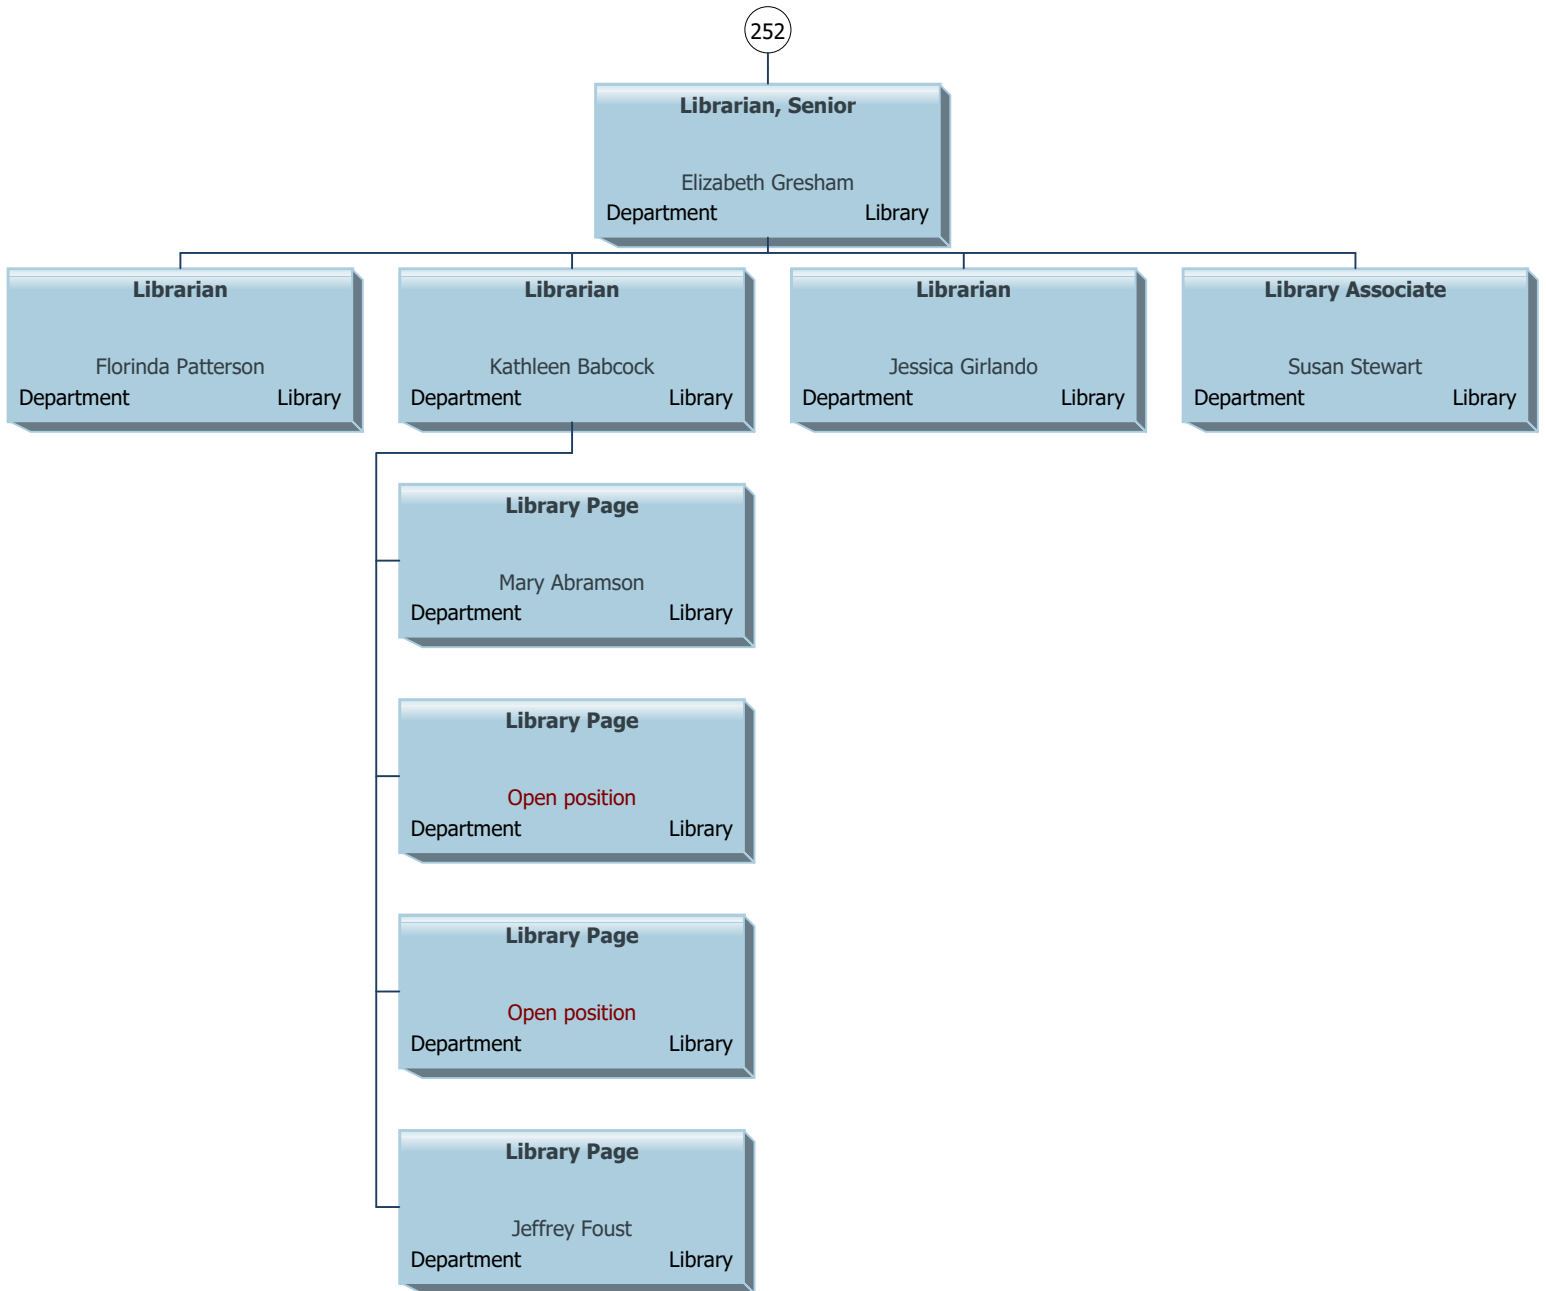 252
Librarian, Senior
Elizabeth Gresham
Department Library
Librarian
Florinda Patterson
Department Library
Librarian
Kathleen Babcock
Department Library
Librarian
Jessica Girlando
Department Library
Library Associate
Susan Stewart
Department Library
Library Page
Mary Abramson
Department Library
Library Page
Open position
Department Library
Library Page
Open position
Department Library
Library Page
Jeffrey Foust
Department Library